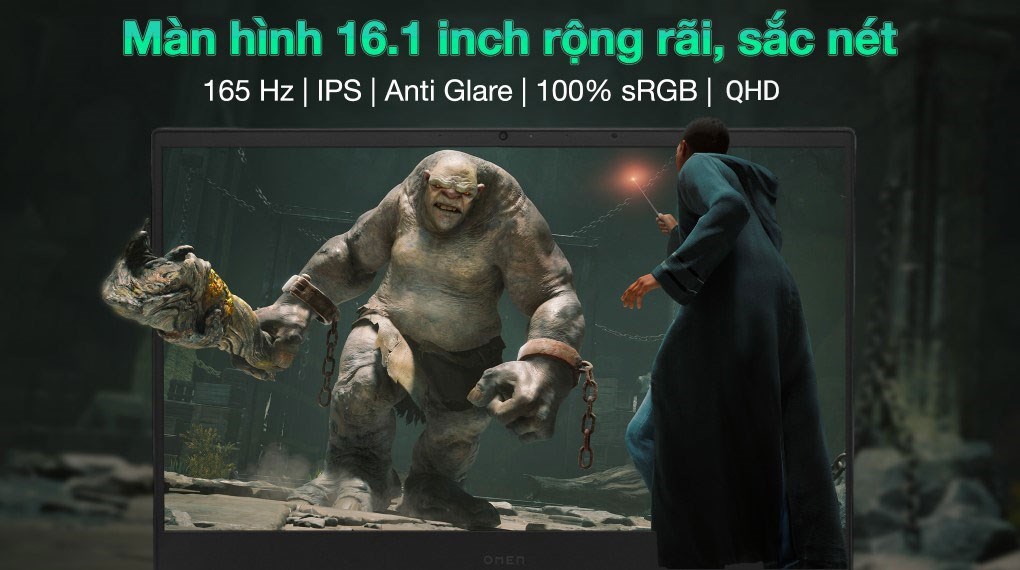 Màn hình 16.1 inch rộng rãi, sắc nét
165 Hz | IPS | Anti Glare | 100% sRGB | QHD
OMEN